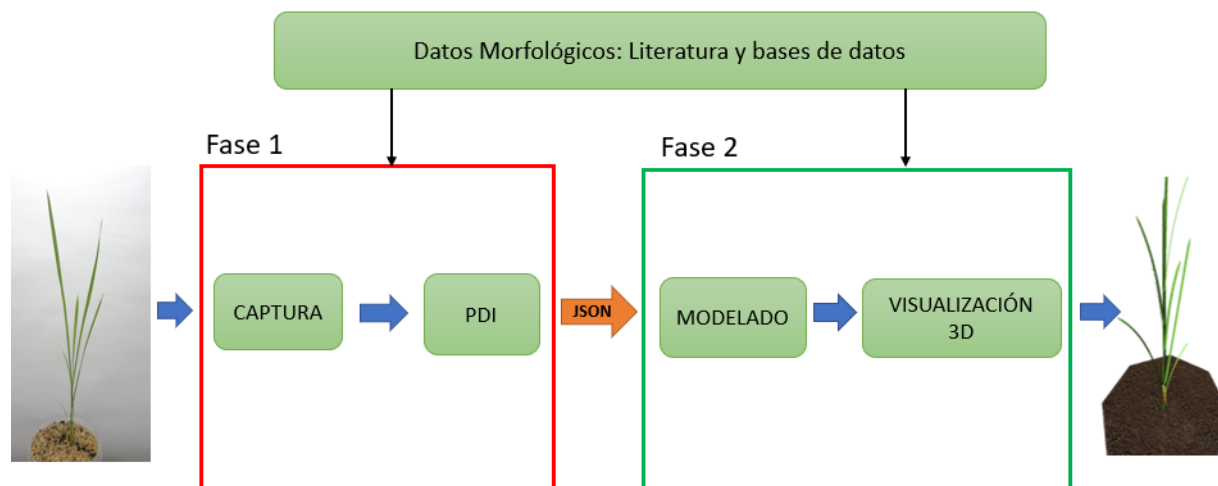 Datos Morfológicos: Literatura y bases de datos
Fase 1
Fase 2
CAPTURA
PDI
JSON
MODELADO
VISUALIZACIÓN
3D